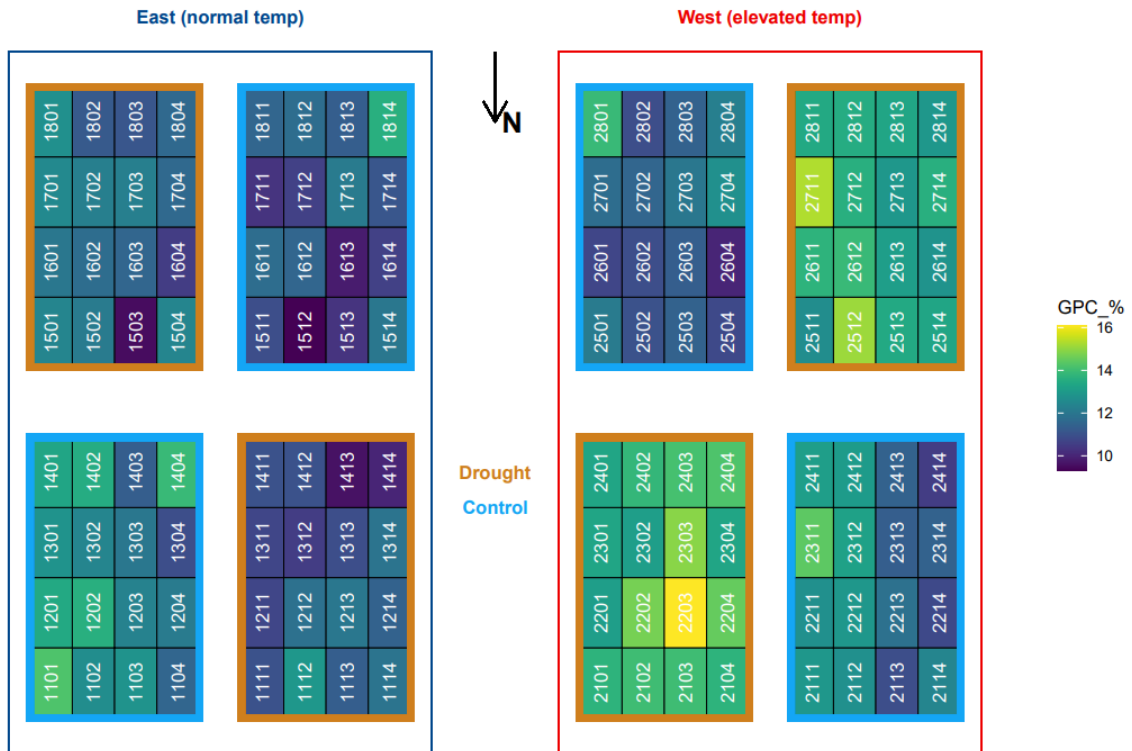 East (normal temp)
West (elevated temp)
N
1801 1802 1803 1804
1811 1812 1813 1814
2801 2802 2803 2804
2811 2812 2813 2814
1701 1702 1703 1704
1711 1712 1713 1714
2701 2702 2703 2704
2711 2712 2713 2714
1601 1602 1603 1604
1611 1612 1613 1614
2601 2602 2603 2604
2611 2612 2613 2614
1501 1502 1503 1504
1511 1512 1513 1514
2501 2502 2503 2504
2511 2512 2513 2514
GPC_%
16
14
12
10
1401 1402 1403 1404
1411 1412 1413 1414
Drought
Control
2401 2402 2403 2404
2411 2412 2413 2414
1301 1302 1303 1304
1311 1312 1313 1314
2301 2302 2303 2304
2311 2312 2313 2314
1201 1202 1203 1204
1211 1212 1213 1214
2201 2202 2203 2204
2211 2212 2213 2214
1101 1102 1103 1104
1111 1112 1113 1114
2101 2102 2103 2104
2111 2112 2113 2114